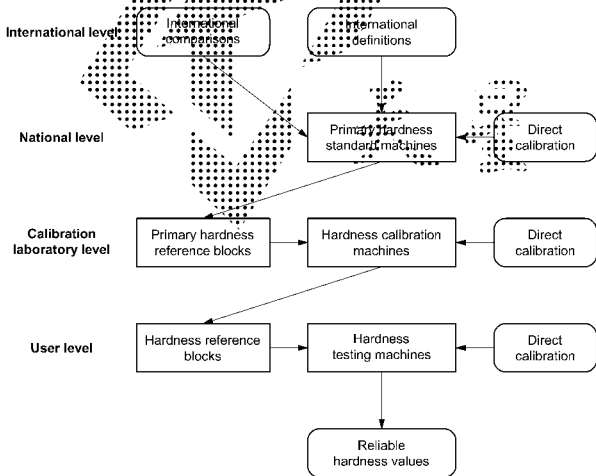 International level
International
comparisons
International
definitions
National level
Primary hardness
standard machines
Direct
calibration
Calibration
laboratory level
Primary hardness
reference blocks
Hardness calibration
machines
Direct
calibration
User level
Hardness reference
blocks
Hardness
testing machines
Direct
calibration
Reliable
hardness values